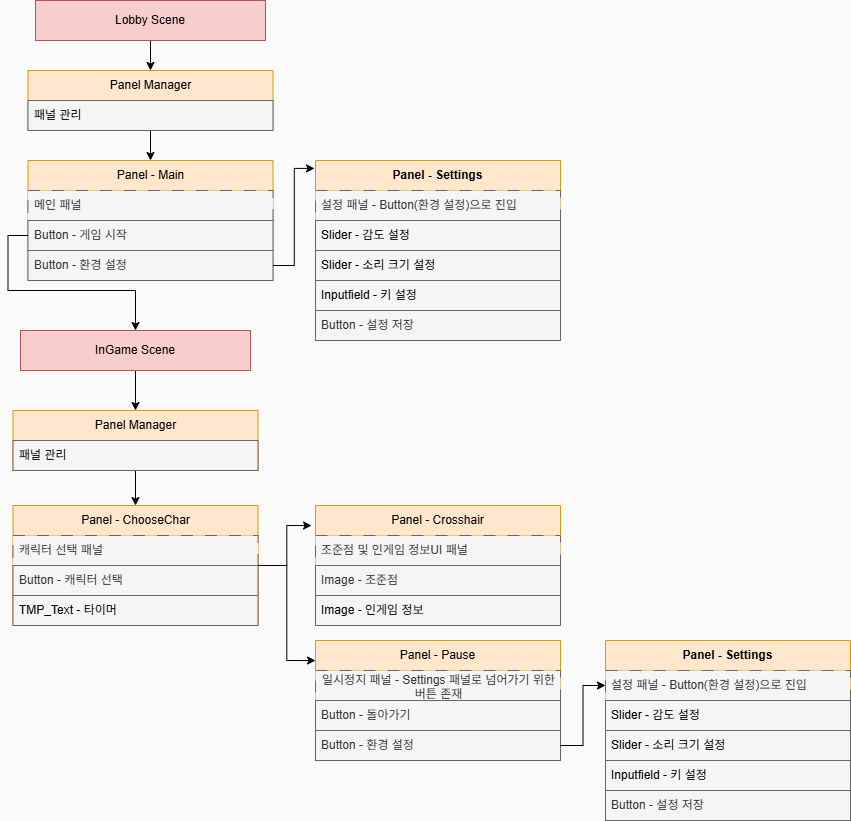 Lobby Scene
Panel Manager
패널 관리
Panel - Main
메인 패널
Button - 게임 시작
Button - 환경 설정
Panel - Settings
설정 패널 - Button(환경 설정)으로 진입
Slider - 감도 설정
Slider - 소리 크기 설정
Inputfield - 키 설정
Button - 설정 저장
InGame Scene
Panel Manager
패널 관리
Panel - ChooseChar
캐릭터 선택 패널
Button - 캐릭터 선택
TMP_Text - 타이머
Panel - Crosshair
조준점 및 인게임 정보UI 패널
Image - 조준점
Image - 인게임 정보
Panel - Pause
일시정지 패널 - Settings 패널로 넘어가기 위한
버튼 존재
Button - 돌아가기
Button - 환경 설정
Panel - Settings
설정 패널 - Button(환경 설정)으로 진입
Slider - 감도 설정
Slider - 소리 크기 설정
Inputfield - 키 설정
Button - 설정 저장